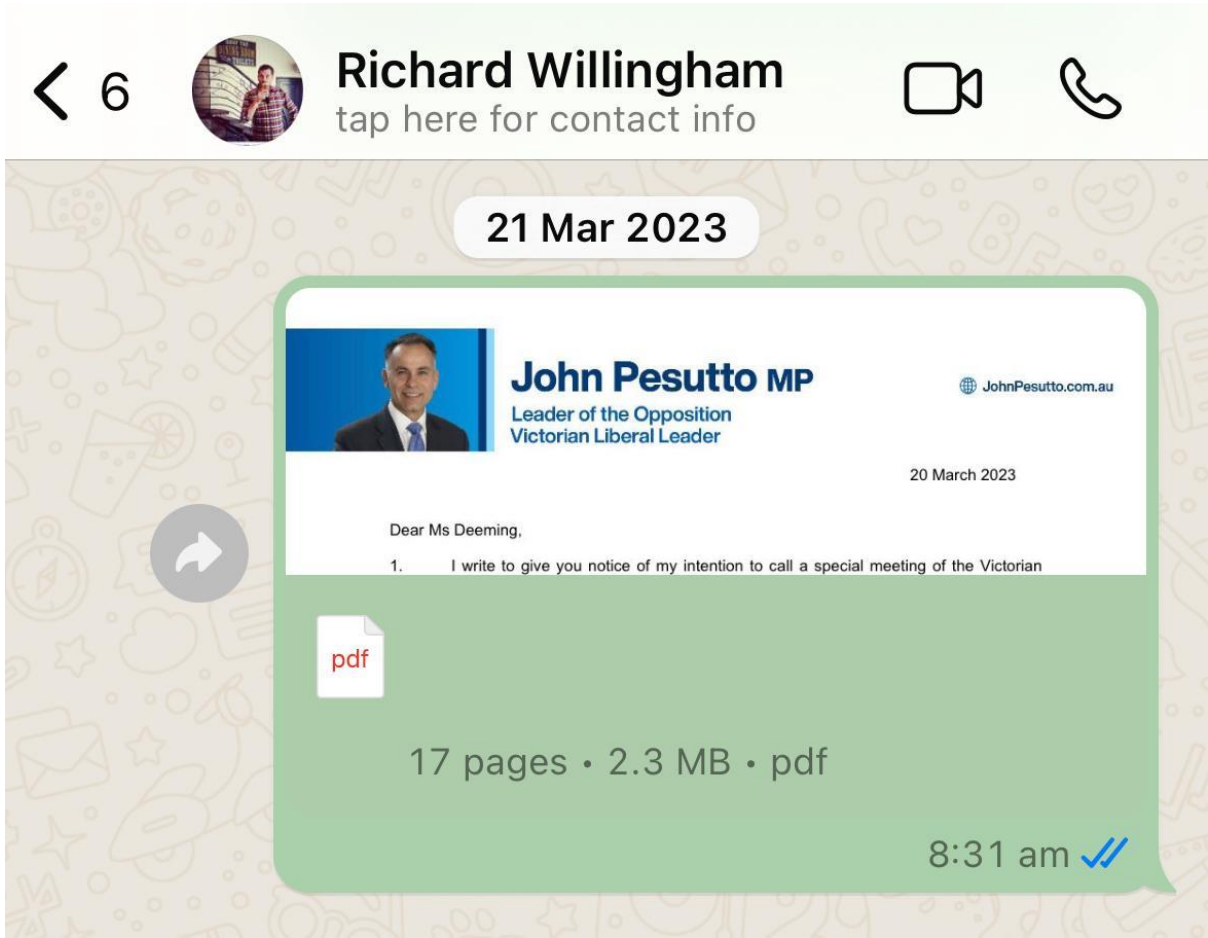 6
Richard Willingham
tap here for contact info
21 Mar 2023
John Pesutto MP
Leader of the Opposition
Victorian Liberal Leader
JohnPesutto.com.au
20 March 2023
Dear Ms Deeming,
1. I write to give you notice of my intention to call a special meeting of the Victorian
pdf
17 pages • 2.3 MB • pdf
8:31 am